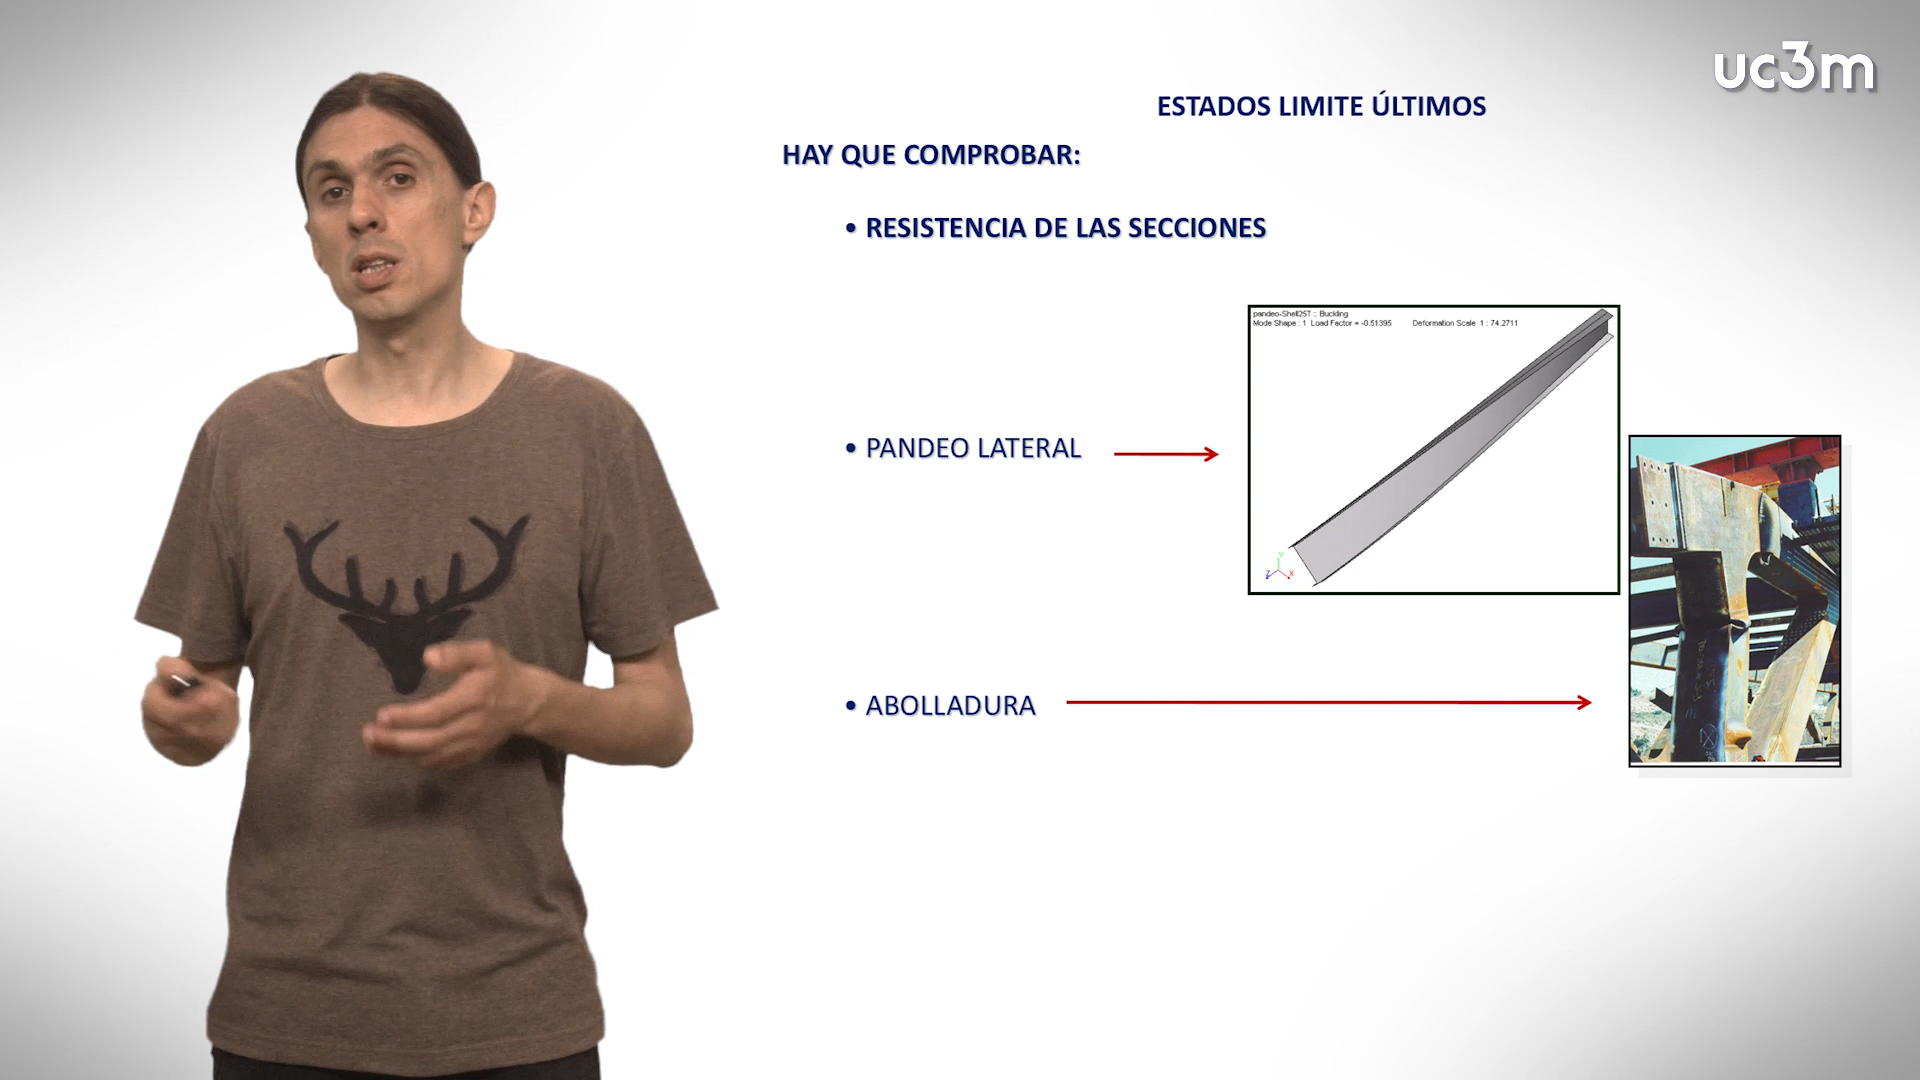 uc3m
ESTADOS LIMITE ÚLTIMOS
HAY QUE COMPROBAR:
• RESISTENCIA DE LAS SECCIONES
pandeo-Shell25T :: Buckling
Mode Shape : 1 Load Factor = -0.51395 Deformation Scale 1 : 74.2711
• PANDEO LATERAL
Y
Z X
• ABOLLADURA